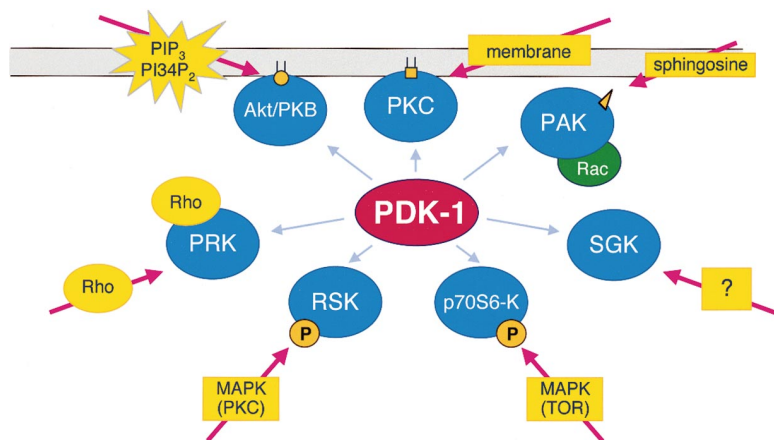 PIP3
PI34P2
membrane
sphingosine
Akt/PKB
PKC
PAK
Rac
PDK-1
Rho
PRK
SGK
Rho
?
RSK
p70S6-K
P
P
MAPK
(PKC)
MAPK
(TOR)